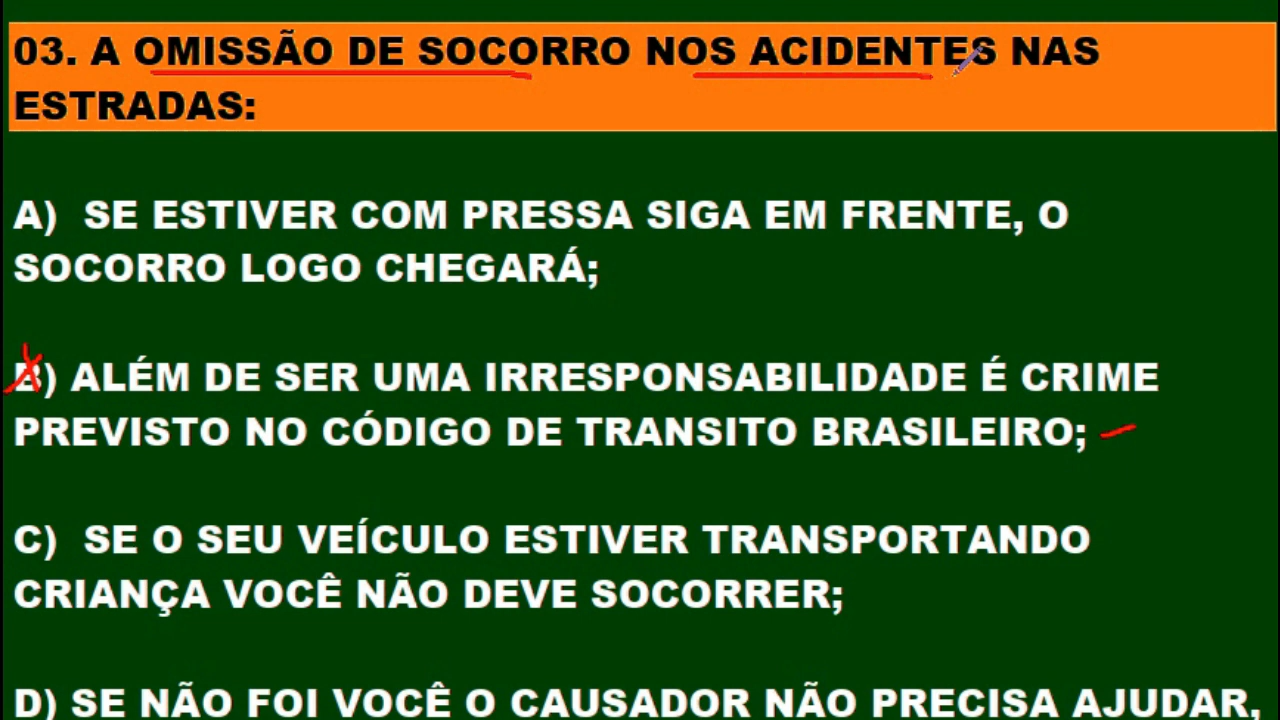 03. A OMISSÃO DE SOCORRO NOS ACIDENTES NAS
ESTRADAS:
A) SE ESTIVER COM PRESSA SIGA EM FRENTE, O
SOCORRO LOGO CHEGARÁ;
B) ALÉM DE SER UMA IRRESPONSABILIDADE É CRIME
PREVISTO NO CÓDIGO DE TRANSITO BRASILEIRO;
C) SE O SEU VEÍCULO ESTIVER TRANSPORTANDO
CRIANÇA VOCÊ NÃO DEVE SOCORRER;
D) SE NÃO FOI VOCÊ O CAUSADOR NÃO PRECISA AJUDAR,